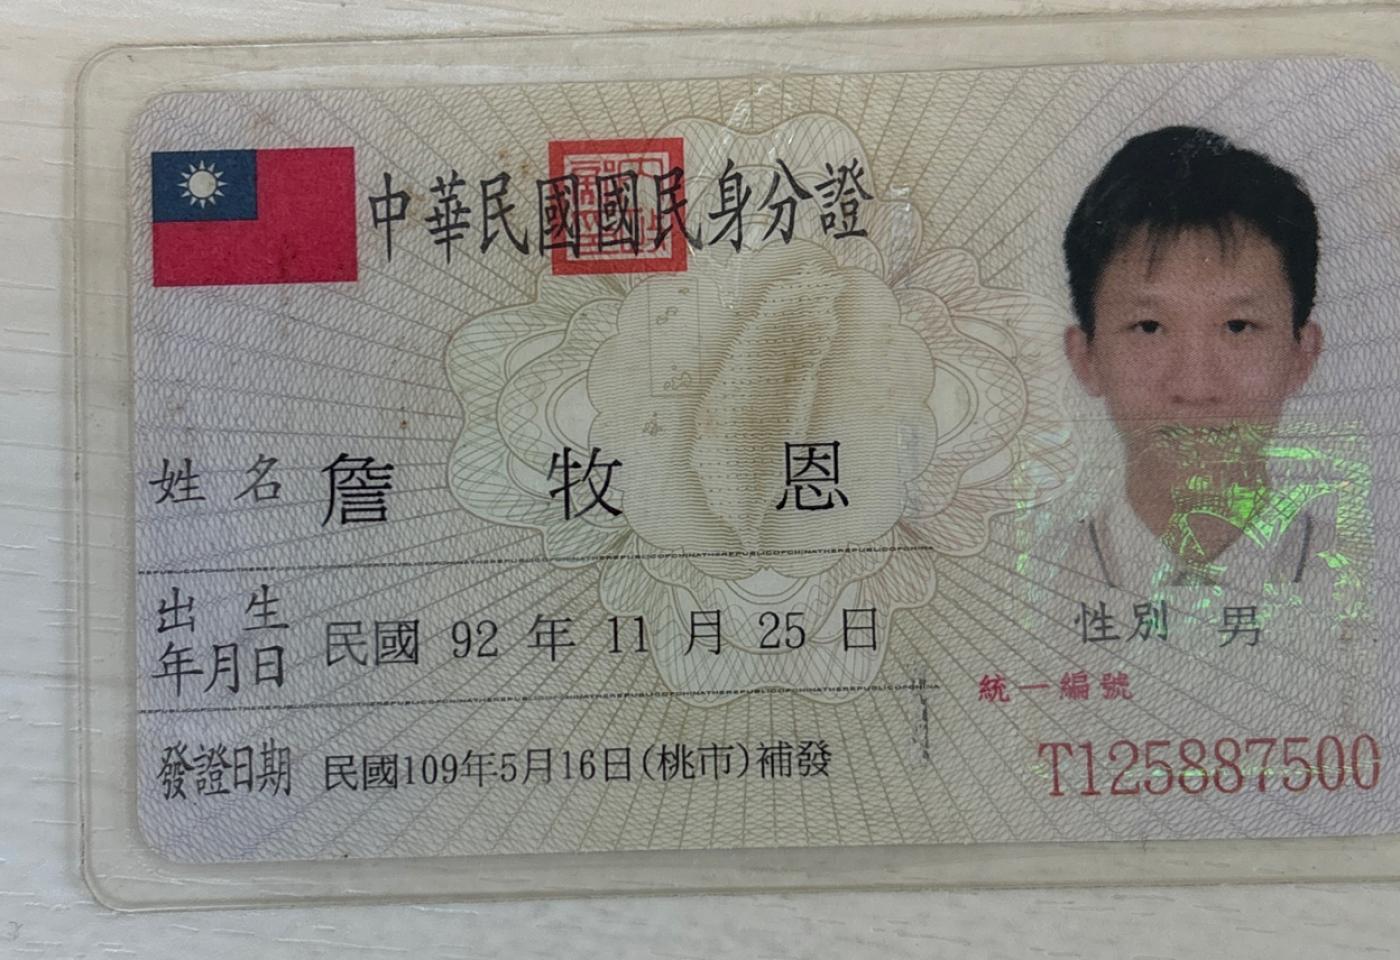 中華民國國民身分證
姓名 詹牧恩
出生年月日 民國 92 年 11 月 25 日
性別 男
發證日期 民國109年5月16日(桃市)補發
統一編號
T125887500